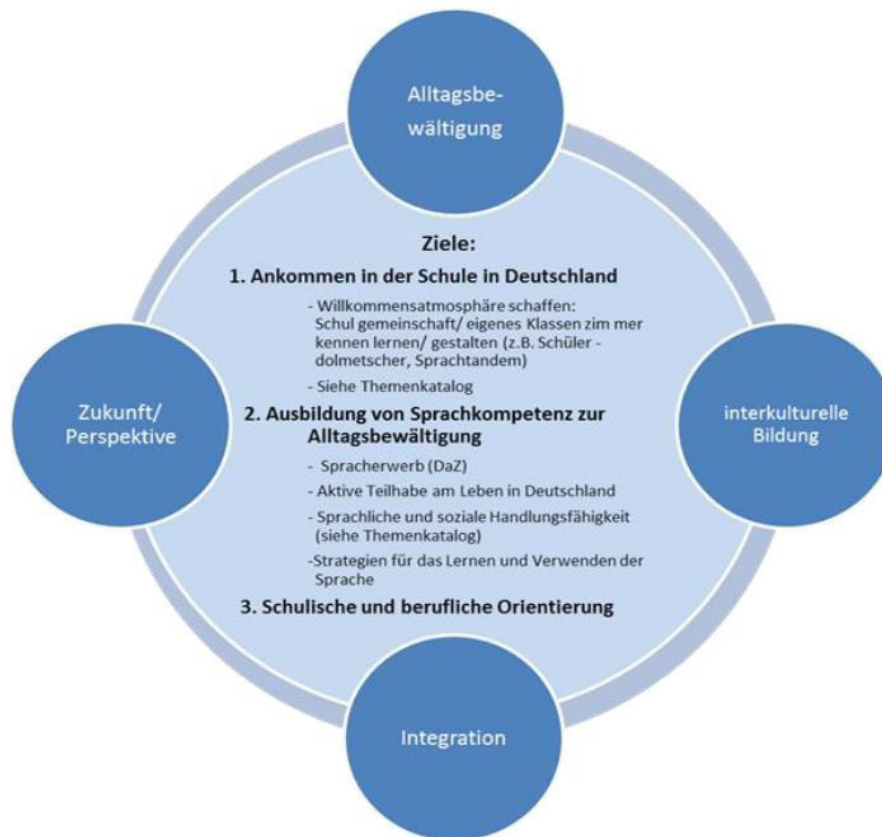 Alltagsbe-
wältigung
Ziele:
1. Ankommen in der Schule in Deutschland
- Willkommensatmosphäre schaffen:
Schul gemeinschaft/ eigenes Klassen zim mer
kennen lernen/ gestalten (z.B. Schüler -
dolmetscher, Sprachtandem)
- Siehe Themenkatalog
Zukunft/
Perspektive
2. Ausbildung von Sprachkompetenz zur
Alltagsbewältigung
- Spracherwerb (DaZ)
- Aktive Teilhabe am Leben in Deutschland
- Sprachliche und soziale Handlungsfähigkeit
(siehe Themenkatalog)
-Strategien für das Lernen und Verwenden der
Sprache
interkulturelle
Bildung
3. Schulische und berufliche Orientierung
Integration